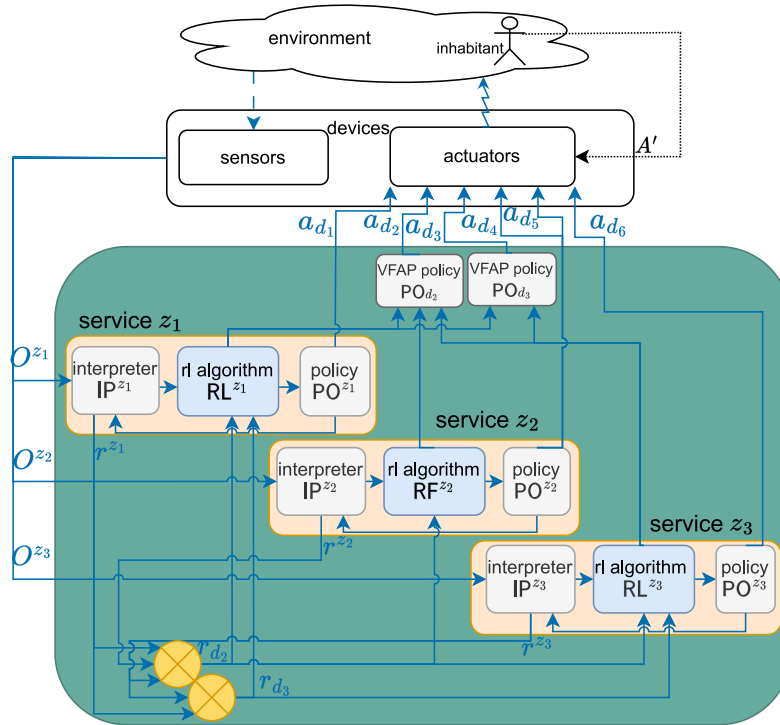 environment
inhabitant
devices
sensors
actuators
A′
a_{d_1}
a_{d_2}
a_{d_3}
a_{d_4}
a_{d_5}
a_{d_6}
VFAP policy
PO_{d_2}
VFAP policy
PO_{d_3}
service z_1
O^{z_1}
interpreter
IP^{z_1}
rl algorithm
RL^{z_1}
policy
PO^{z_1}
r^{z_1}
service z_2
O^{z_2}
interpreter
IP^{z_2}
rl algorithm
RF^{z_2}
policy
PO^{z_2}
r^{z_2}
service z_3
O^{z_3}
interpreter
IP^{z_3}
rl algorithm
RL^{z_3}
policy
PO^{z_3}
r^{z_3}
r_{d_2}
r_{d_3}